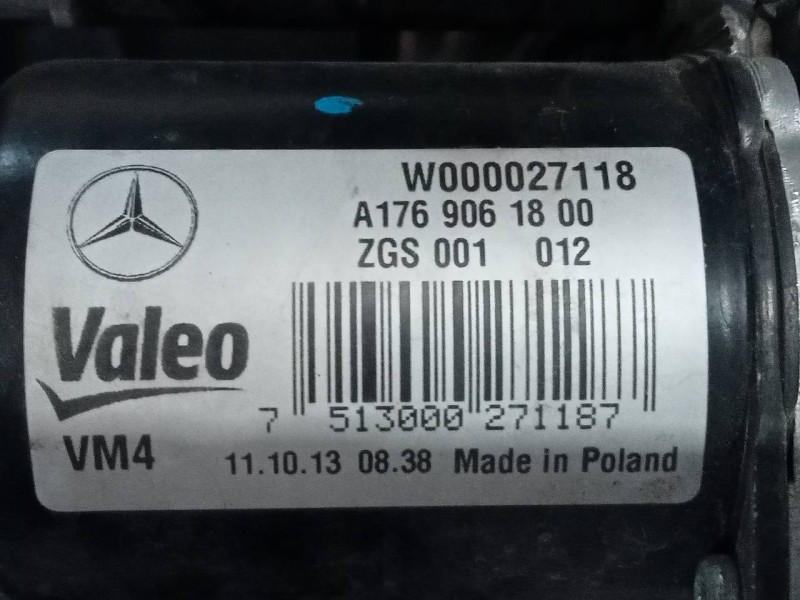 W000027118
A176 906 18 00
ZGS 001 012
Valeo
7 513000 271187
VM4
11.10.13 08.38 Made in Poland